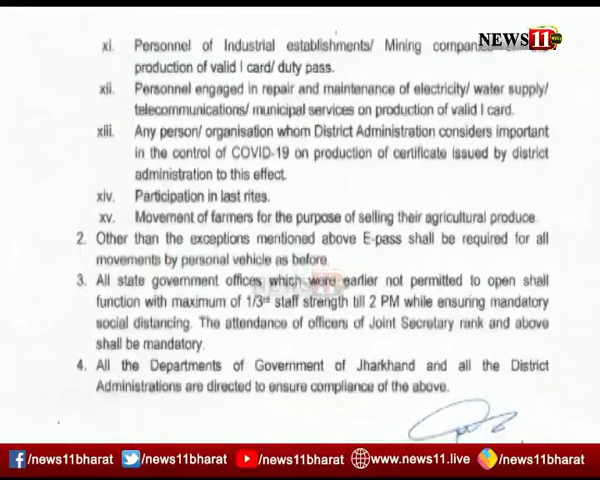 NEWS11
xi. Personnel of Industrial establishments/ Mining
production of valid I card/ duty pass.
xii. Personnel engaged in repair and maintenance of electricity/ water supply/
telecommunications/ municipal services on production of valid I card.
xiii. Any person/ organisation whom District Administration considers important
in the control of COVID-19 on production of certificate issued by district
administration to this effect.
xiv. Participation in last rites.
xv. Movement of farmers for the purpose of selling their agricultural produce.
2. Other than the exceptions mentioned above E-pass shall be required for all
movements by personal vehicle as before.
3. All state government offices which were earlier not permitted to open shall
function with maximum of 1/3rd staff strength till 2 PM while ensuring mandatory
social distancing. The attendance of officers of Joint Secretary rank and above
shall be mandatory.
4. All the Departments of Government of Jharkhand and all the District
Administrations are directed to ensure compliance of the above.
/news11bharat /news11bharat /news11bharat www.news11.live /news11bharat